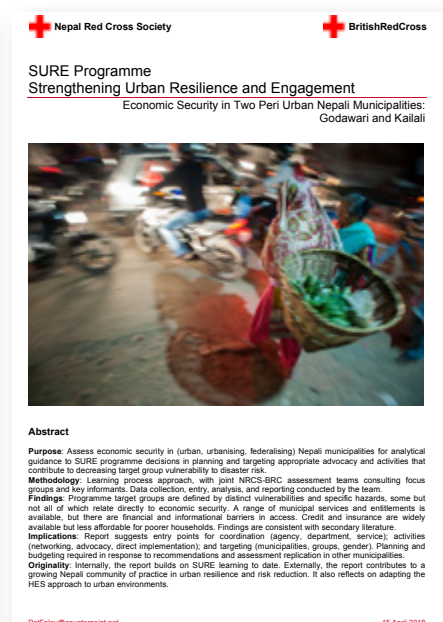 Nepal Red Cross Society
BritishRedCross
SURE Programme
Strengthening Urban Resilience and Engagement
Economic Security in Two Peri Urban Nepali Municipalities:
Godawari and Kailali
Abstract
Purpose: Assess economic security in (urban, urbanising, federalising) Nepali municipalities for analytical
guidance to SURE programme decisions in planning and targeting appropriate advocacy and activities that
contribute to decreasing target group vulnerability to disaster risk.
Methodology: Learning process approach, with joint NRCS-BRC assessment teams consulting focus
groups and key informants. Data collection, entry, analysis, and reporting conducted by the team.
Findings: Programme target groups are defined by distinct vulnerabilities and specific hazards, some but
not all of which relate directly to economic security. A range of municipal services and entitlements is
available, but there are financial and informational barriers in access. Credit and insurance are widely
available but less affordable for poorer households. Findings are consistent with secondary literature.
Implications: Report suggests entry points for coordination (agency, department, service); activities
(networking, advocacy, direct implementation); and targeting (municipalities, groups, gender). Planning and
budgeting required in response to recommendations and assessment replication in other municipalities.
Originality: Internally, the report builds on SURE learning to date. Externally, the report contributes to a
growing Nepali community of practice in urban resilience and risk reduction. It also reflects on adapting the
HES approach to urban environments.
15 April 2018